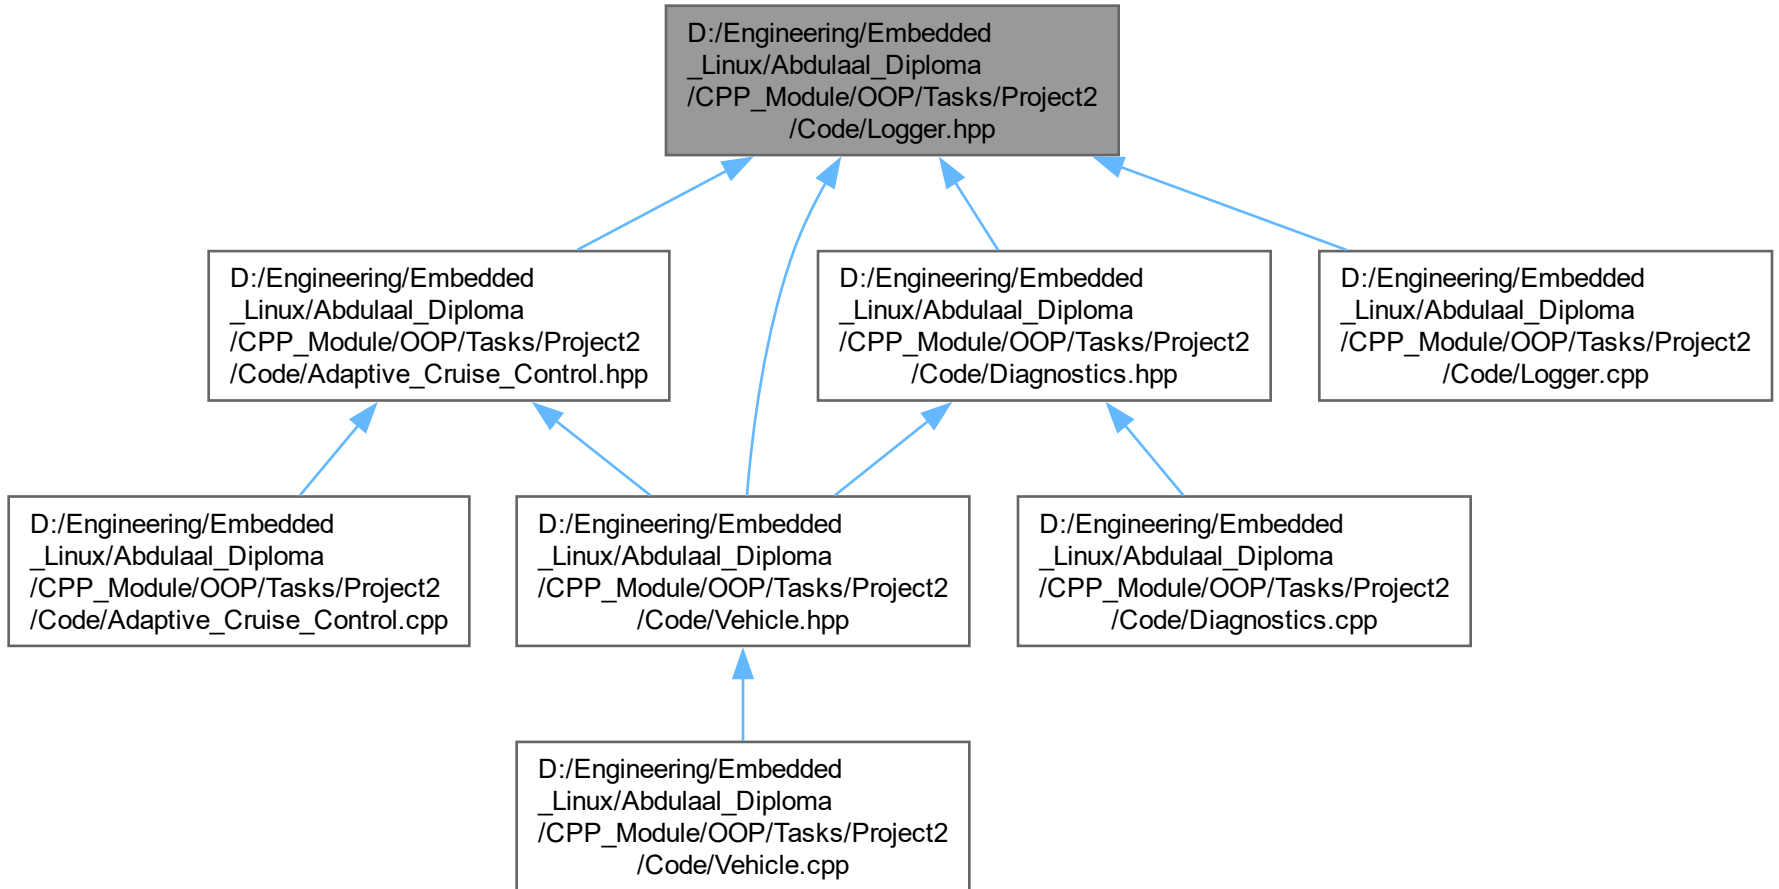 D:/Engineering/Embedded
_Linux/Abdulaal_Diploma
/CPP_Module/OOP/Tasks/Project2
/Code/Logger.hpp
D:/Engineering/Embedded
_Linux/Abdulaal_Diploma
/CPP_Module/OOP/Tasks/Project2
/Code/Adaptive_Cruise_Control.hpp
D:/Engineering/Embedded
_Linux/Abdulaal_Diploma
/CPP_Module/OOP/Tasks/Project2
/Code/Diagnostics.hpp
D:/Engineering/Embedded
_Linux/Abdulaal_Diploma
/CPP_Module/OOP/Tasks/Project2
/Code/Logger.cpp
D:/Engineering/Embedded
_Linux/Abdulaal_Diploma
/CPP_Module/OOP/Tasks/Project2
/Code/Adaptive_Cruise_Control.cpp
D:/Engineering/Embedded
_Linux/Abdulaal_Diploma
/CPP_Module/OOP/Tasks/Project2
/Code/Vehicle.hpp
D:/Engineering/Embedded
_Linux/Abdulaal_Diploma
/CPP_Module/OOP/Tasks/Project2
/Code/Diagnostics.cpp
D:/Engineering/Embedded
_Linux/Abdulaal_Diploma
/CPP_Module/OOP/Tasks/Project2
/Code/Vehicle.cpp